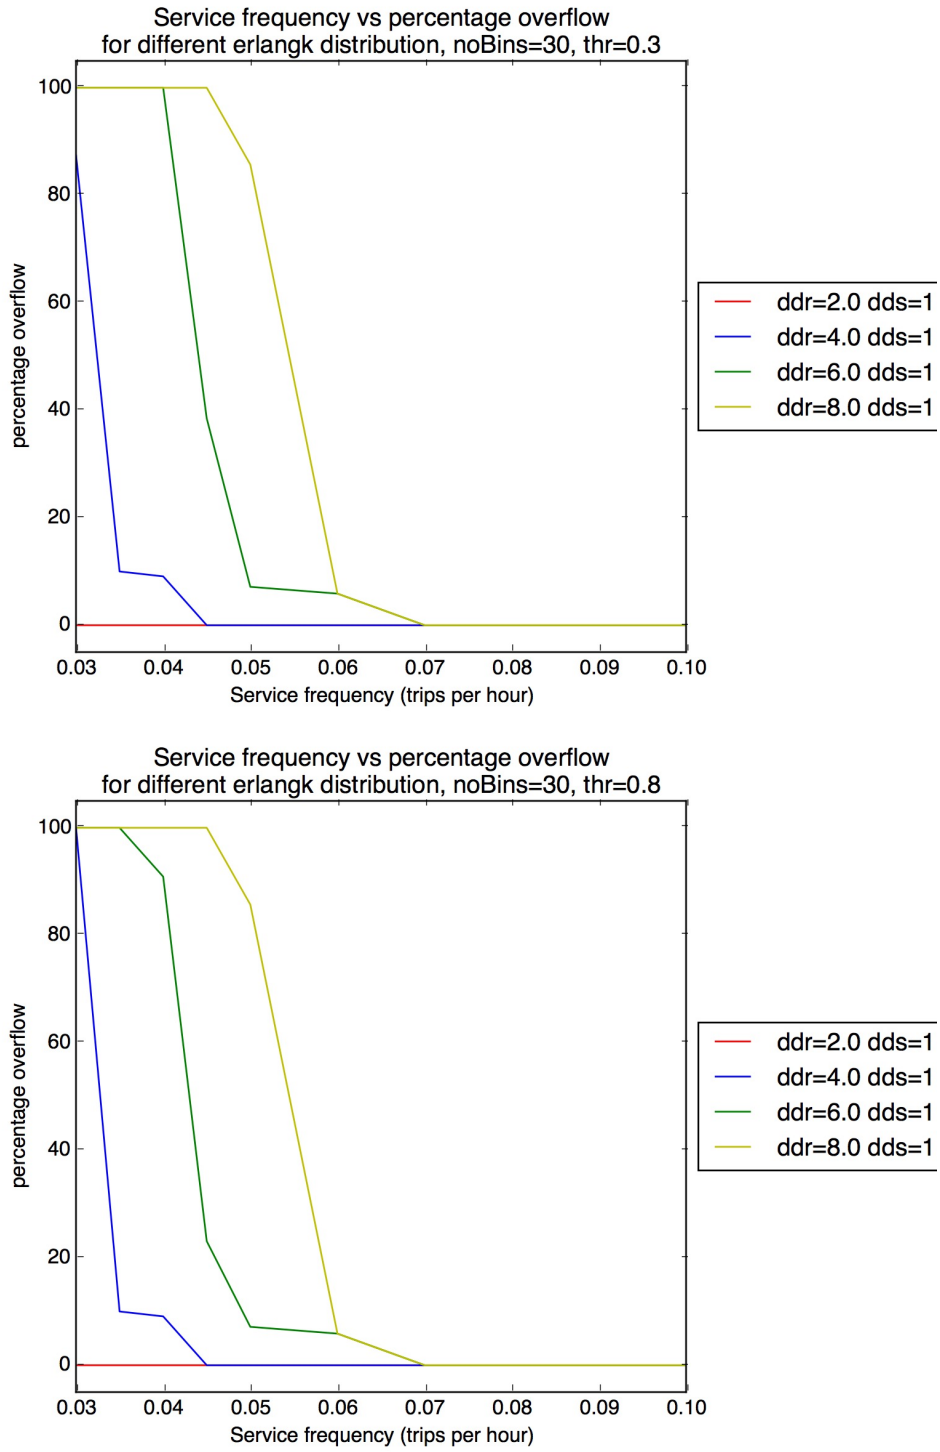 Service frequency vs percentage overflow
for different erlangk distribution, noBins=30, thr=0.3
percentage overflow
100
80
60
40
20
0
0.03 0.04 0.05 0.06 0.07 0.08 0.09 0.10
Service frequency (trips per hour)
ddr=2.0 dds=1
ddr=4.0 dds=1
ddr=6.0 dds=1
ddr=8.0 dds=1
Service frequency vs percentage overflow
for different erlangk distribution, noBins=30, thr=0.8
percentage overflow
100
80
60
40
20
0
0.03 0.04 0.05 0.06 0.07 0.08 0.09 0.10
Service frequency (trips per hour)
ddr=2.0 dds=1
ddr=4.0 dds=1
ddr=6.0 dds=1
ddr=8.0 dds=1